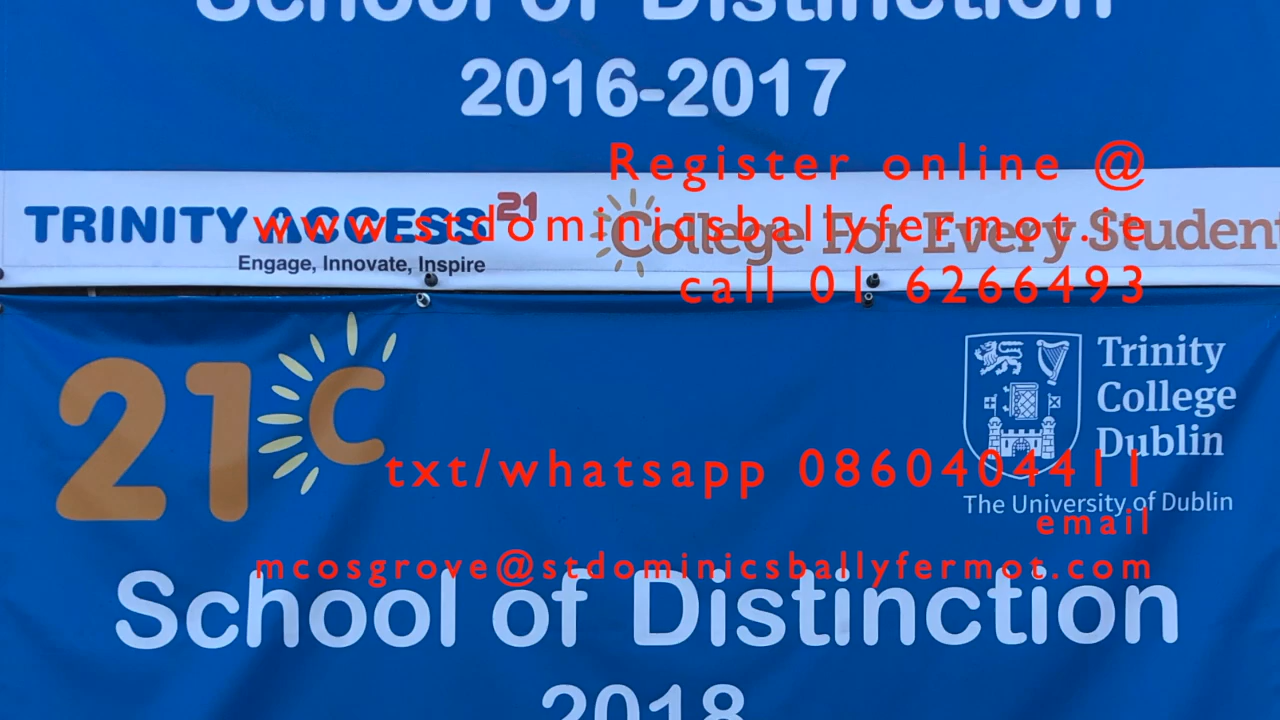 School of Distinction
2016-2017
Register online @
TRINITY ACCESS 21
www.stdominicsballyfermot.ie
College For Every Student
Engage, Innovate, Inspire
call 01 6266493
21C
Trinity
College
Dublin
txt/whatsapp 0860404411
The University of Dublin
email
mcosgrove@stdominicsballyfermot.com
School of Distinction
2018